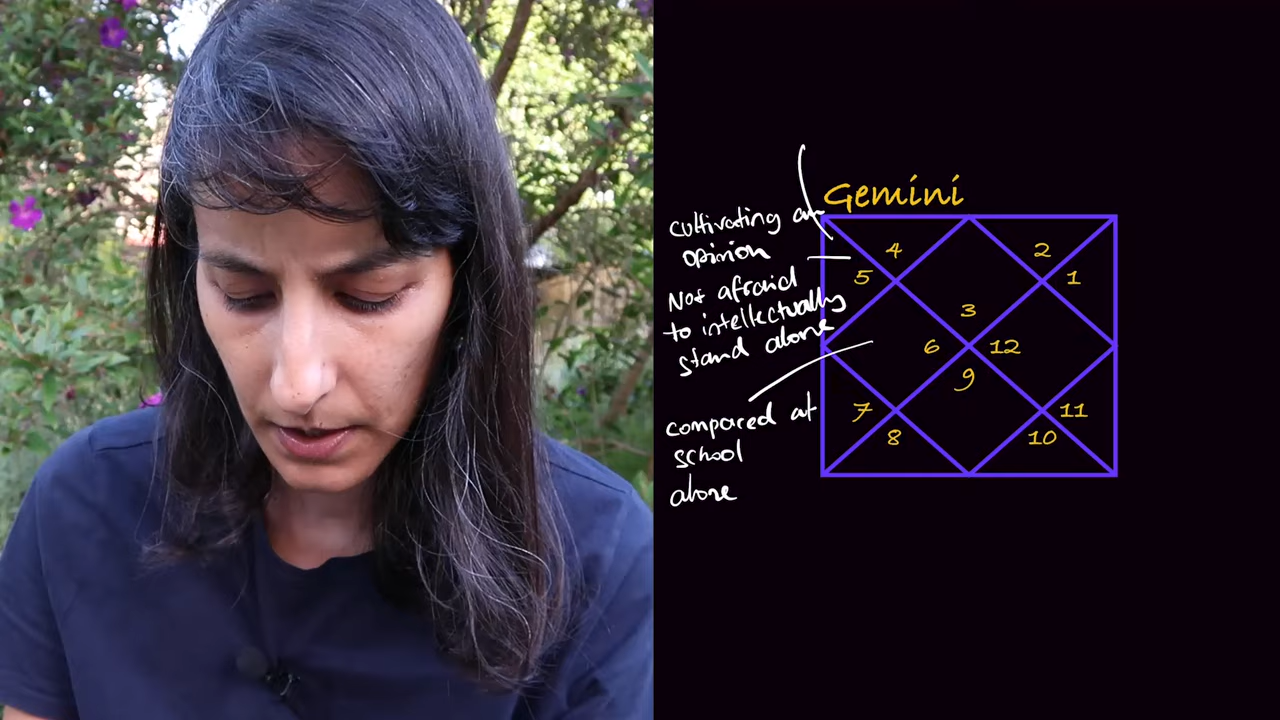 Gemini
cultivating an
opinion
Not afraid
to intellectually
stand alone
compared at
school
alone
4
2
5
1
3
6
12
9
7
11
8
10